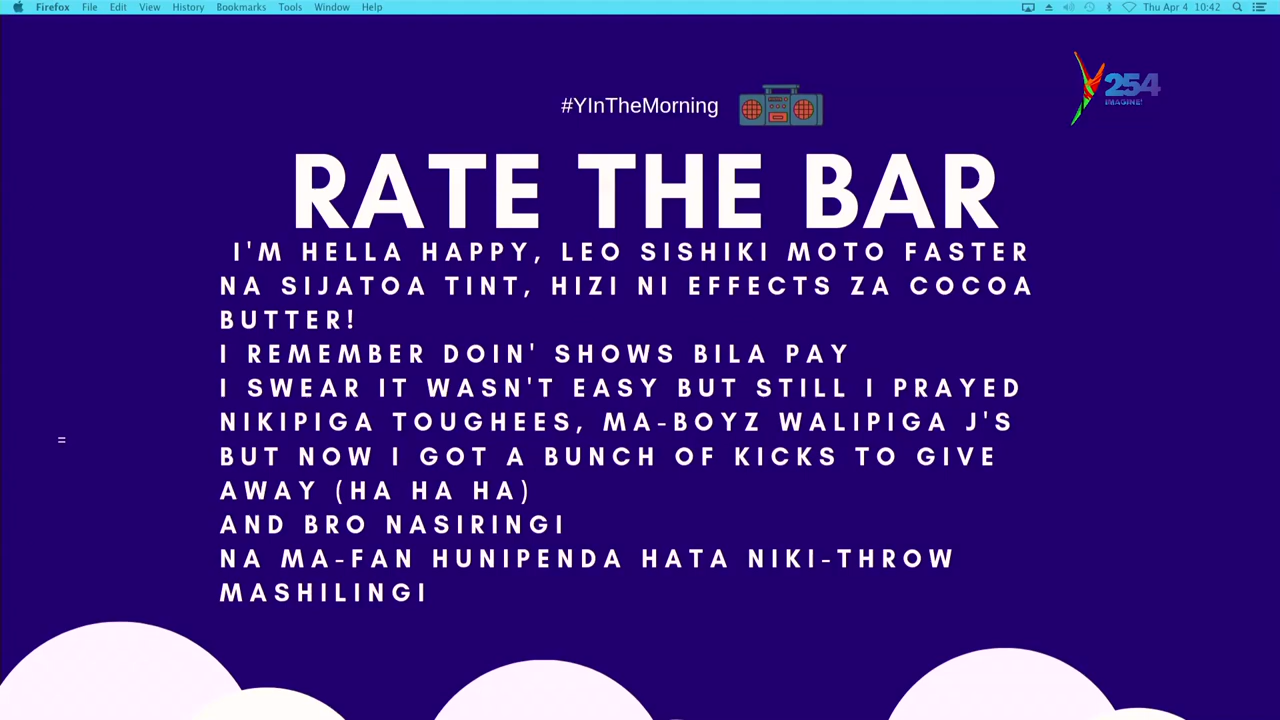 Firefox File Edit View History Bookmarks Tools Window Help Thu Apr 4 10:42
#YInTheMorning
Y254
IMAGINE!
RATE THE BAR
I'M HELLA HAPPY, LEO SISHIKI MOTO FASTER
NA SIJATOA TINT, HIZI NI EFFECTS ZA COCOA
BUTTER!
I REMEMBER DOIN' SHOWS BILA PAY
I SWEAR IT WASN'T EASY BUT STILL I PRAYED
NIKIPIGA TOUGHEES, MA-BOYZ WALIPIGA J'S
BUT NOW I GOT A BUNCH OF KICKS TO GIVE
AWAY (HA HA HA)
AND BRO NASIRINGI
NA MA-FAN HUNIPENDA HATA NIKI-THROW
MASHILINGI
=